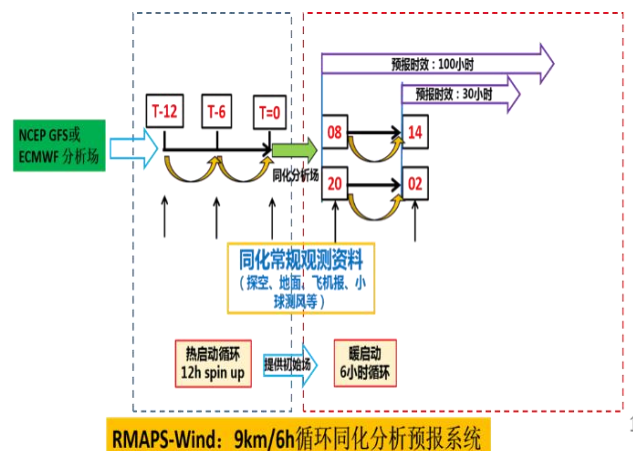 预报时效：100小时
预报时效：30小时
T-12
T-6
T=0
08
14
NCEP GFS或
ECMWF 分析场
同化分析场
20
02
同化常规观测资料
（探空、地面、飞机报、小
球测风等）
热启动循环
12h spin up
提供初始场
暖启动
6小时循环
RMAPS-Wind：9km/6h循环同化分析预报系统
1